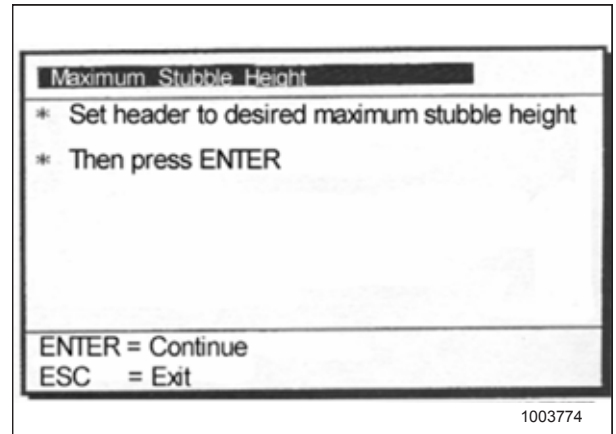 Maximum Stubble Height
* Set header to desired maximum stubble height
* Then press ENTER
ENTER = Continue
ESC = Exit
1003774